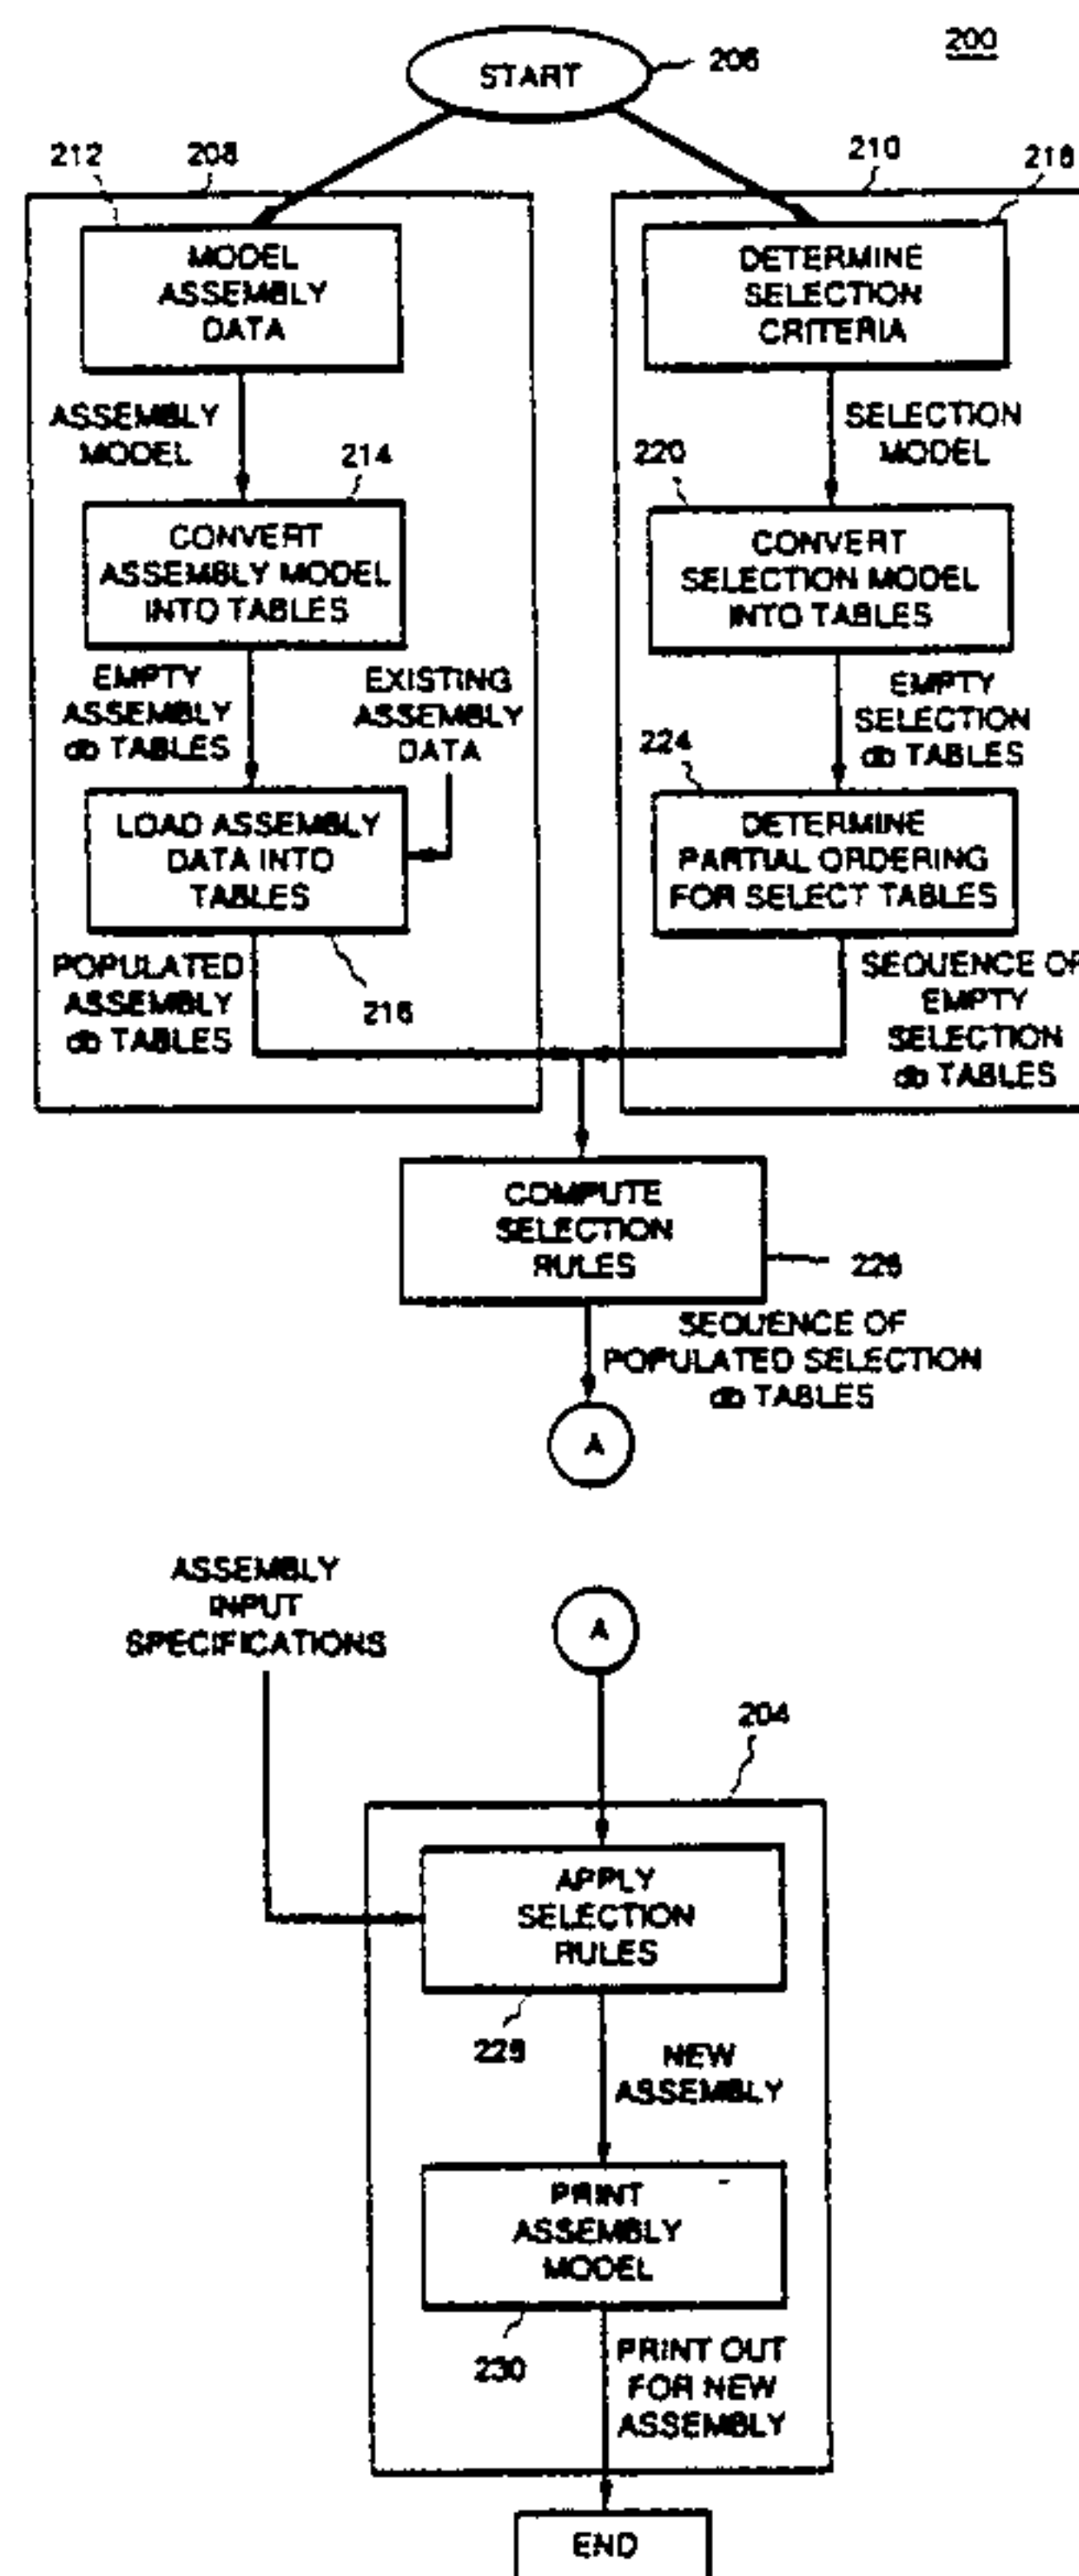 200
START
206
212
208
210
218
MODEL
ASSEMBLY
DATA
DETERMINE
SELECTION
CRITERIA
ASSEMBLY
MODEL
214
SELECTION
MODEL
220
CONVERT
ASSEMBLY MODEL
INTO TABLES
CONVERT
SELECTION MODEL
INTO TABLES
EMPTY
ASSEMBLY
db TABLES
EXISTING
ASSEMBLY
DATA
EMPTY
SELECTION
db TABLES
224
LOAD ASSEMBLY
DATA INTO
TABLES
DETERMINE
PARTIAL ORDERING
FOR SELECT TABLES
POPULATED
ASSEMBLY
db TABLES
216
SEQUENCE OF
EMPTY
SELECTION
db TABLES
COMPUTE
SELECTION
RULES
226
SEQUENCE OF
POPULATED SELECTION
db TABLES
A
ASSEMBLY
INPUT
SPECIFICATIONS
A
204
APPLY
SELECTION
RULES
228
NEW
ASSEMBLY
PRINT
ASSEMBLY
MODEL
230
PRINT OUT
FOR NEW
ASSEMBLY
END